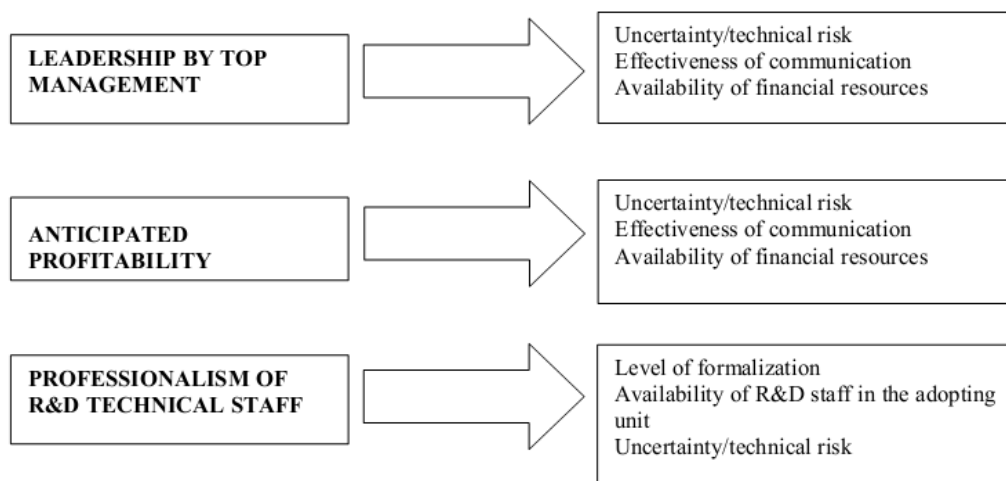 LEADERSHIP BY TOP
MANAGEMENT
Uncertainty/technical risk
Effectiveness of communication
Availability of financial resources
ANTICIPATED
PROFITABILITY
Uncertainty/technical risk
Effectiveness of communication
Availability of financial resources
PROFESSIONALISM OF
R&D TECHNICAL STAFF
Level of formalization
Availability of R&D staff in the adopting
unit
Uncertainty/technical risk